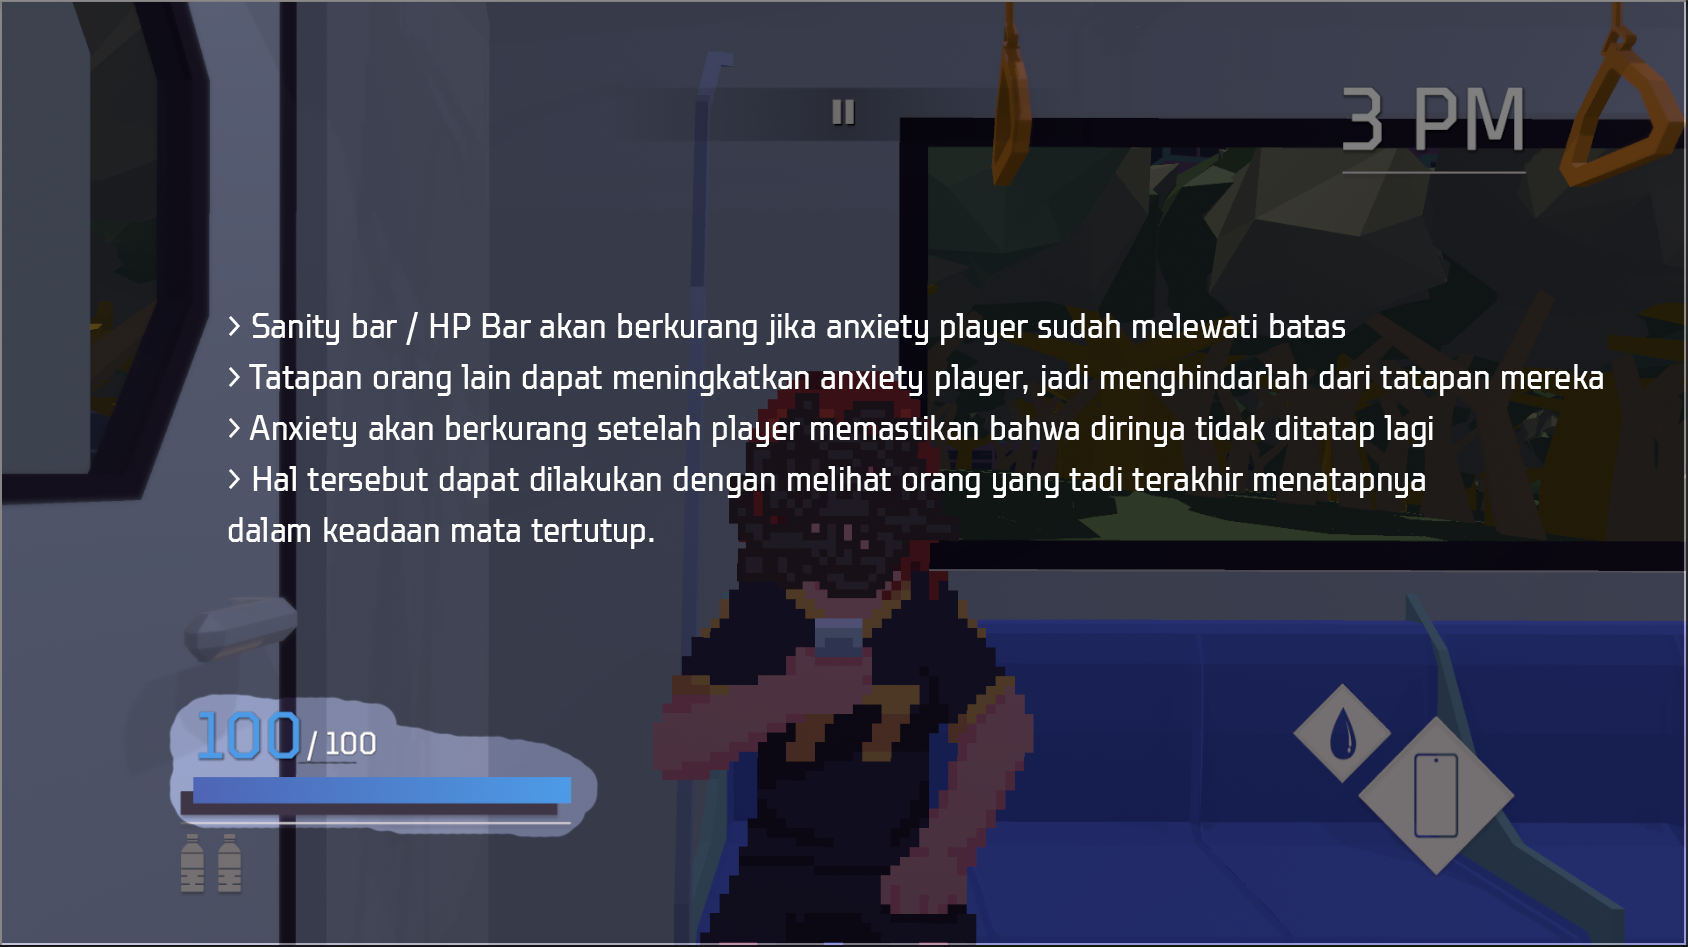 3 PM
> Sanity bar / HP Bar akan berkurang jika anxiety player sudah melewati batas
> Tatapan orang lain dapat meningkatkan anxiety player, jadi menghindarlah dari tatapan mereka
> Anxiety akan berkurang setelah player memastikan bahwa dirinya tidak ditatap lagi
> Hal tersebut dapat dilakukan dengan melihat orang yang tadi terakhir menatapnya
dalam keadaan mata tertutup.
100 / 100